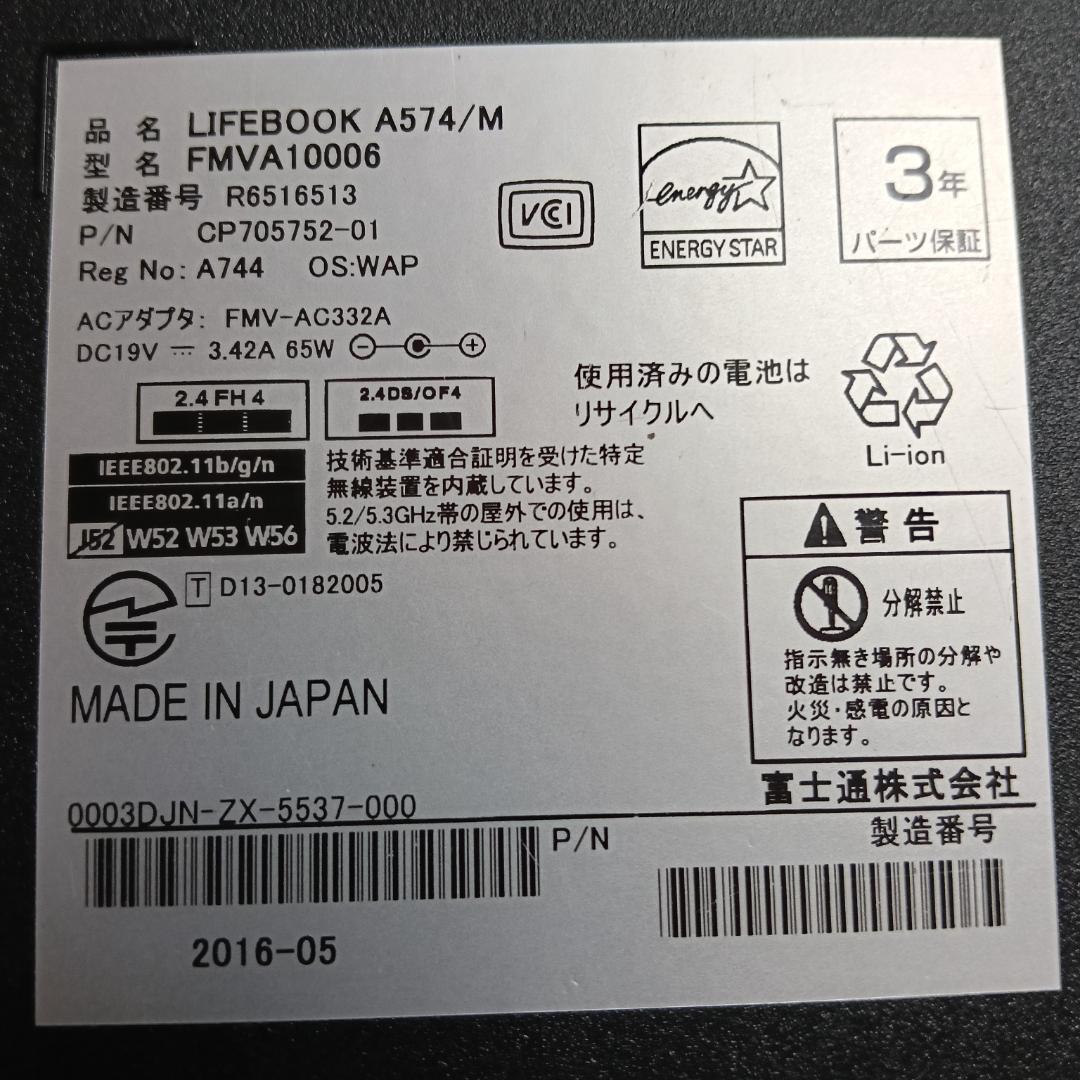 品 名 LIFEBOOK A574/M
型 名 FMVA10006
製造番号 R6516513
P/N CP705752-01
Reg No: A744 OS:WAP
VCCI
energy
ENERGY STAR
3年
パーツ保証
ACアダプタ: FMV-AC332A
DC19V ⎓ 3.42A 65W
2.4 FH 4
2.4 DS/OF 4
使用済みの電池は
リサイクルへ
Li-ion
IEEE802.11b/g/n
IEEE802.11a/n
J52 W52 W53 W56
技術基準適合証明を受けた特定
無線装置を内蔵しています。
5.2/5.3GHz帯の屋外での使用は、
電波法により禁じられています。
T D13-0182005
MADE IN JAPAN
警告
分解禁止
指示無き場所の分解や
改造は禁止です。
火災・感電の原因と
なります。
富士通株式会社
0003DJN-ZX-5537-000
P/N
製造番号
2016-05